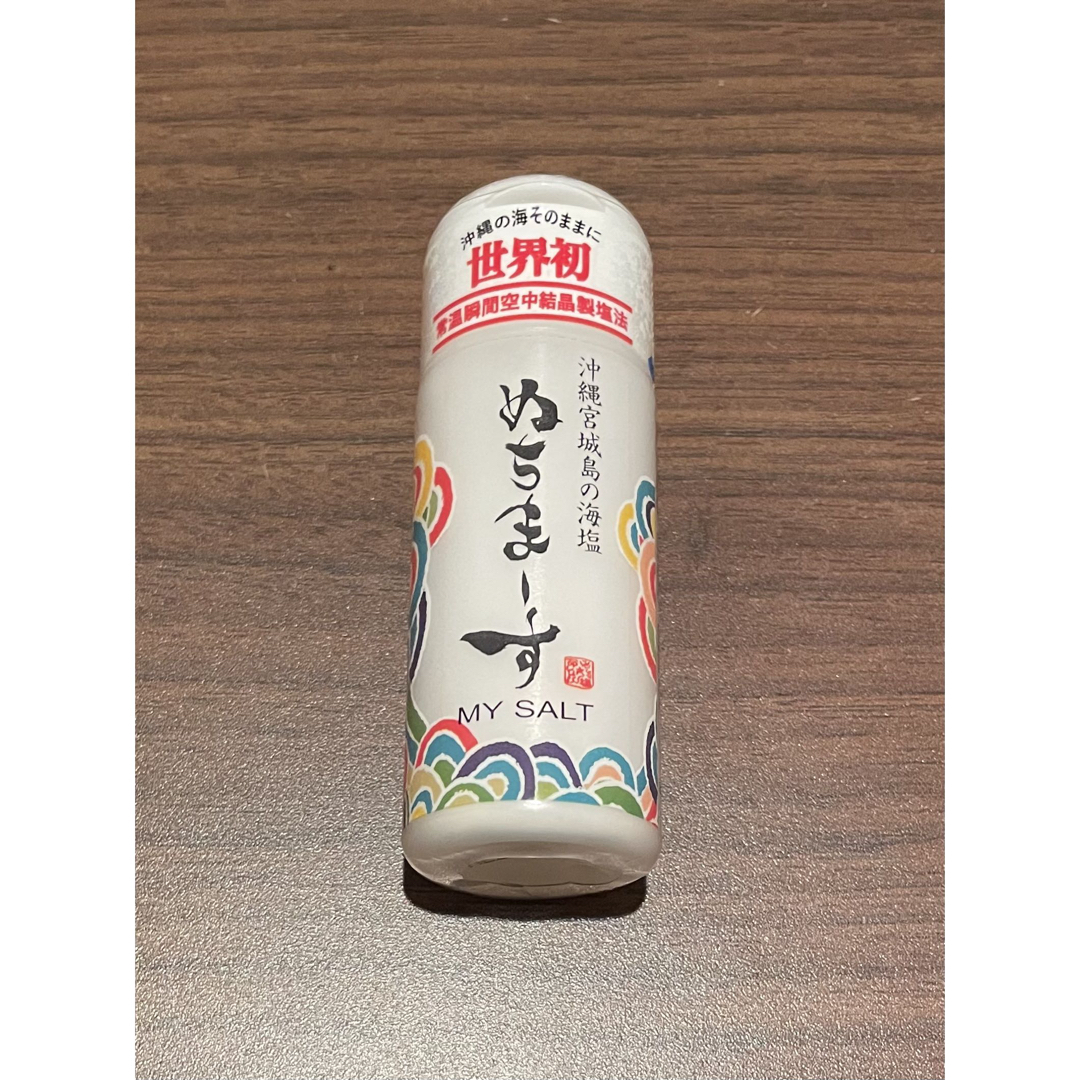 沖縄の海そのままに
世界初
常温瞬間空中結晶製塩法
沖縄宮城島の海塩
ぬちまーす
MY SALT